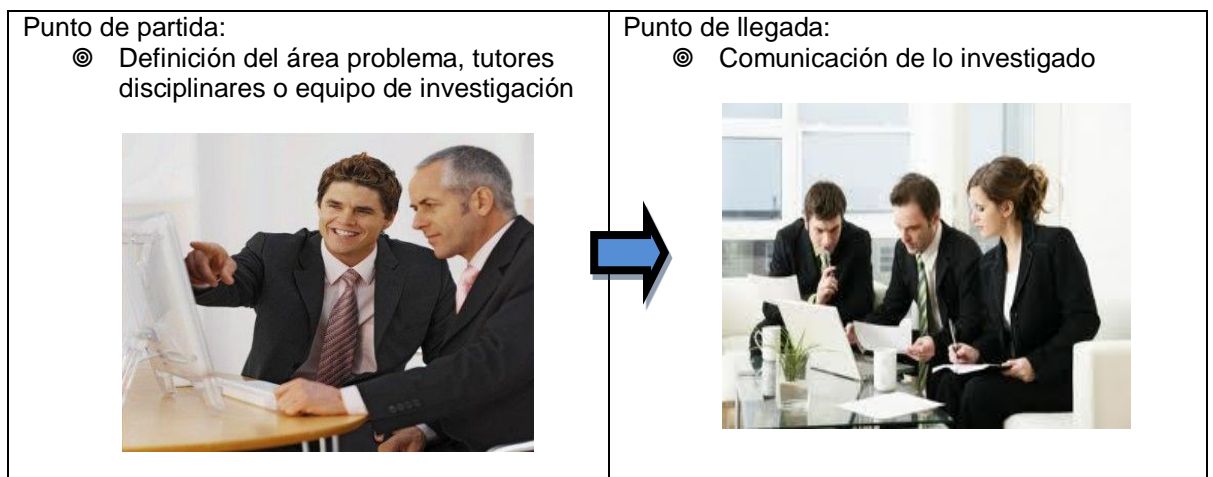 Punto de partida:
◎ Definición del área problema, tutores
disciplinares o equipo de investigación
Punto de llegada:
◎ Comunicación de lo investigado